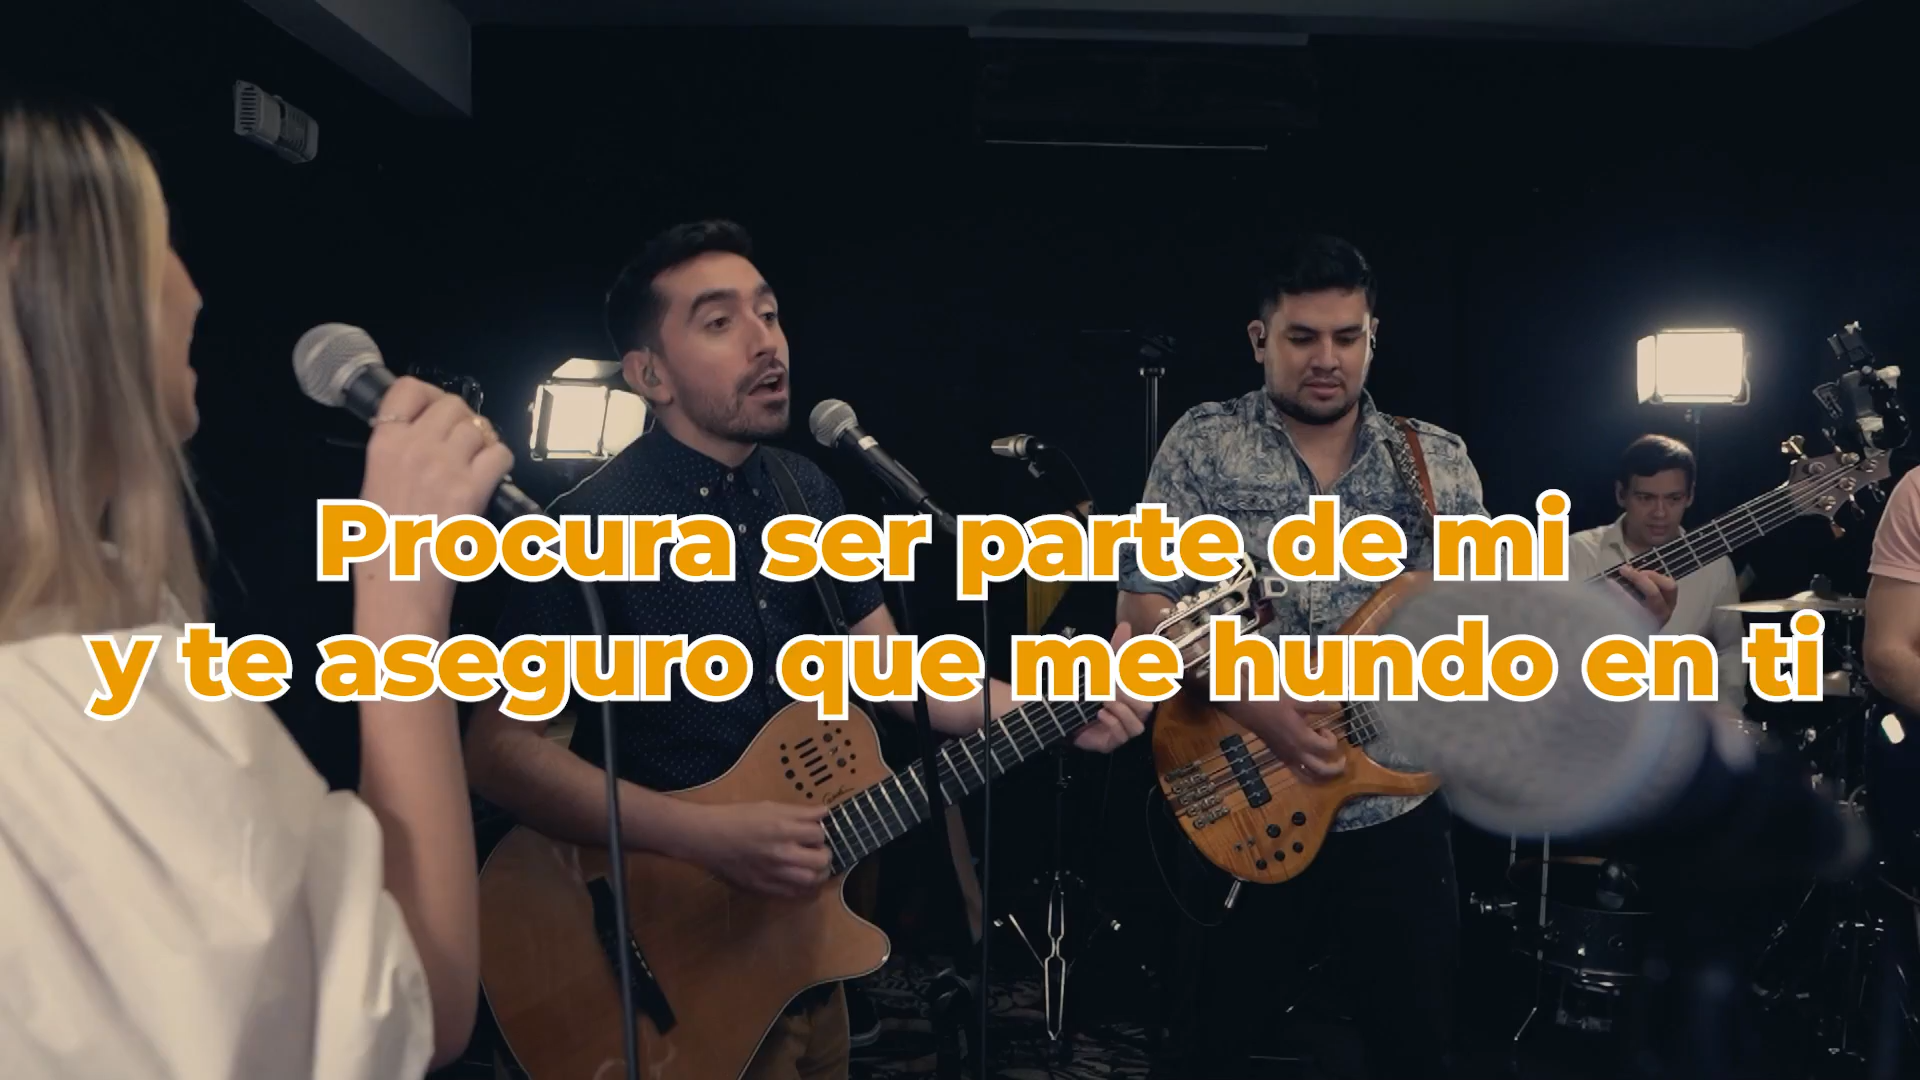 Procura ser parte de mi
y te aseguro que me hundo en ti